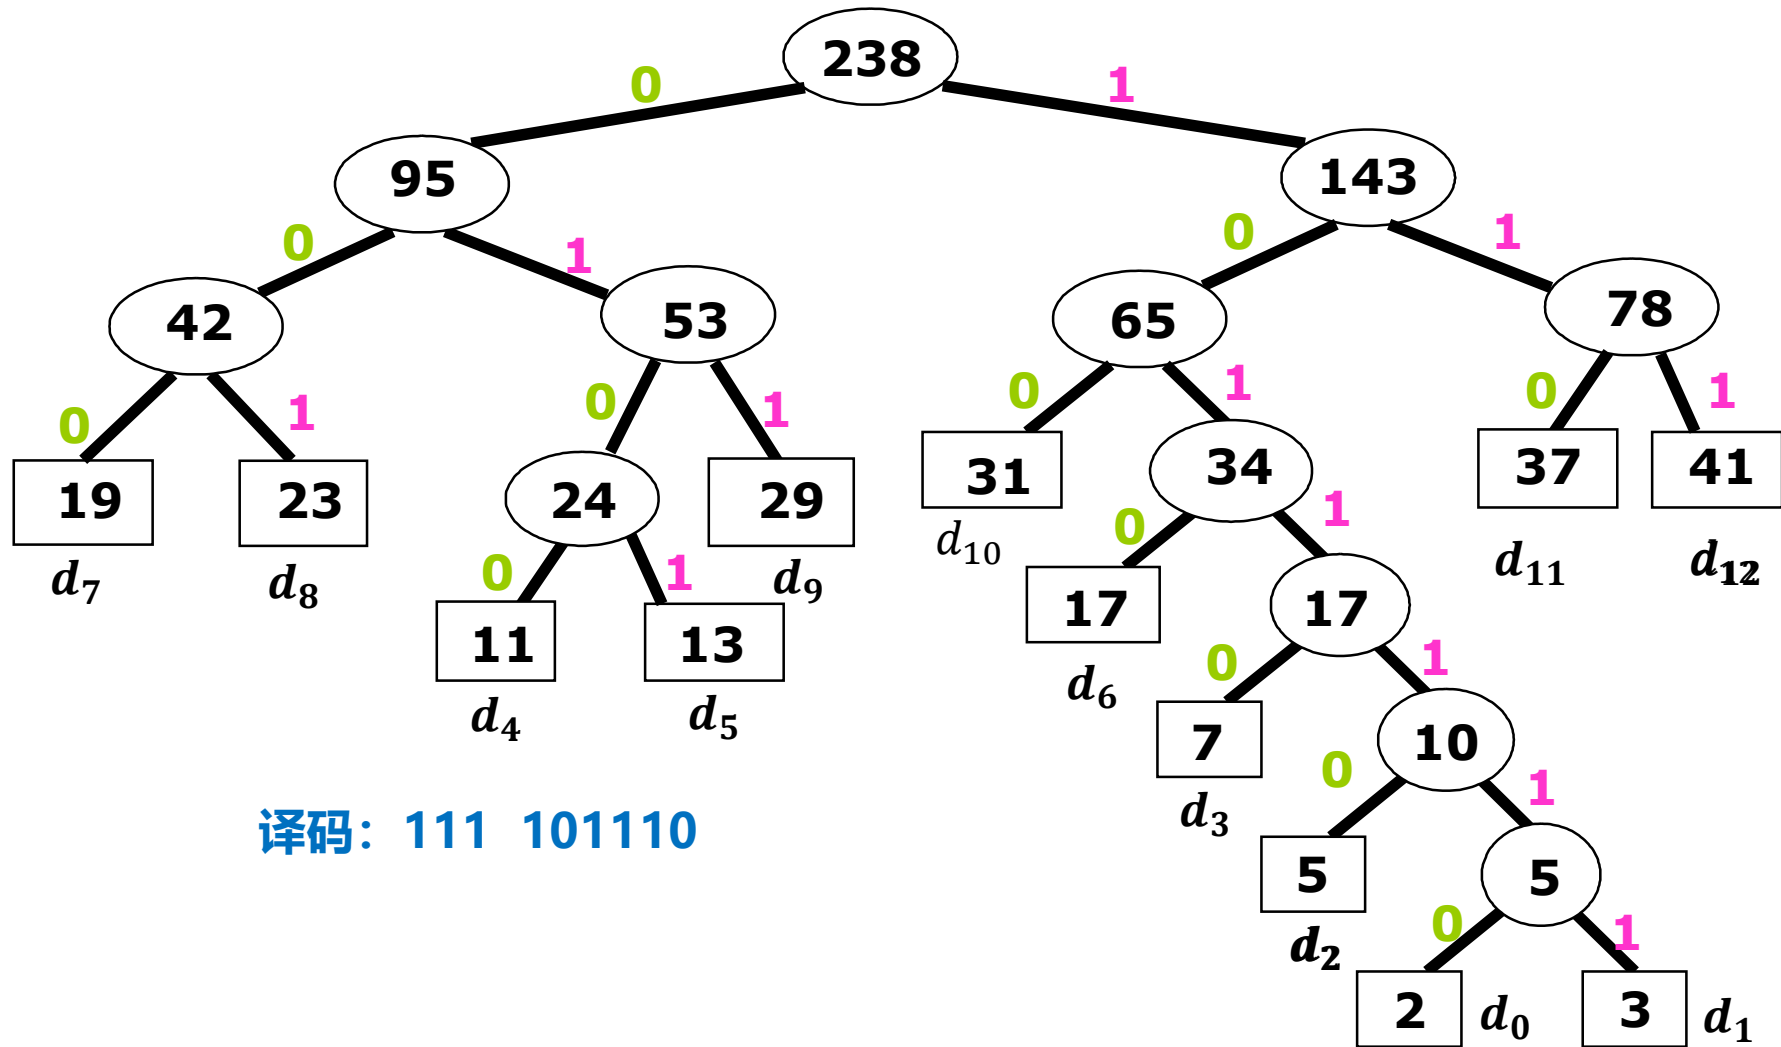 238
0 1
95 143
0 1 0 1
42 53 65 78
0 1 0 1 0 1 0 1
19 23 24 29 31 34 37 41
d₇ d₈ 0 1 d₉ d₁₀ 0 1 d₁₁ d₁₂
11 13 17 17
d₄ d₅ d₆ 0 1
7 10
d₃ 0 1
译码：111 101110
5 5
d₂ 0 1
2 d₀ 3 d₁